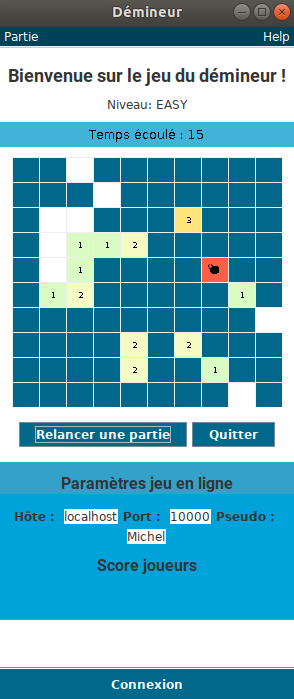 Démineur
Partie Help
Bienvenue sur le jeu du démineur !
Niveau: EASY
Temps écoulé : 15
3
1 1 2
1
1 2 1
2 2
2 1
Relancer une partie Quitter
Paramètres jeu en ligne
Hôte : localhost Port : 10000 Pseudo :
Michel
Score joueurs
Connexion